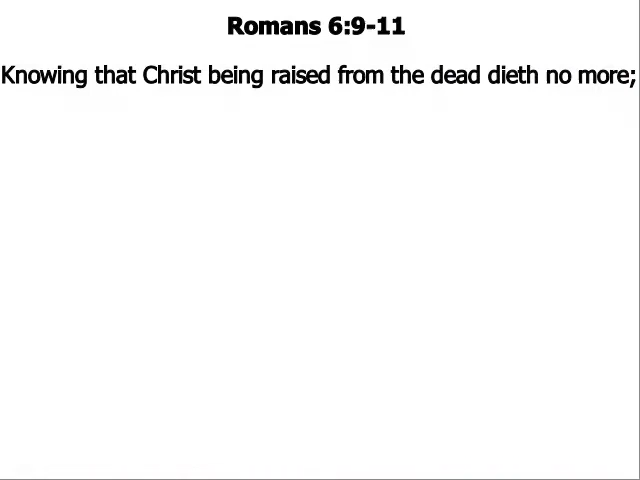 Romans 6:9-11
Knowing that Christ being raised from the dead dieth no more;